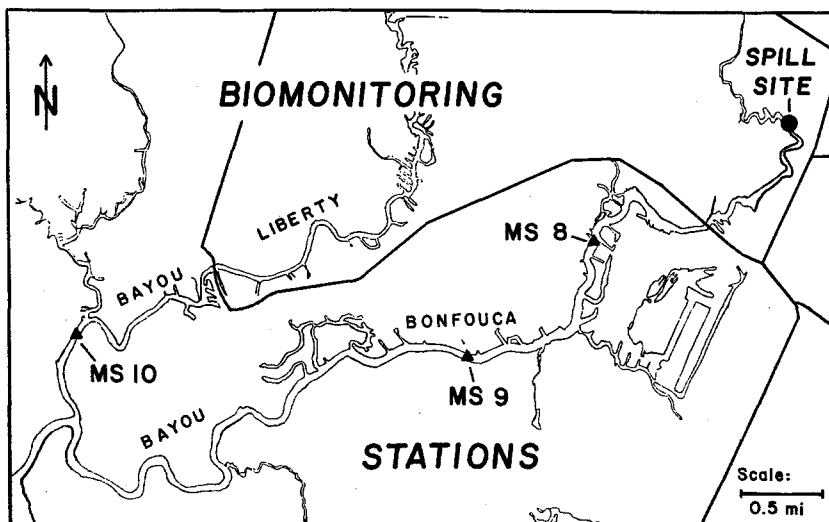 SPILL
SITE
N
BIOMONITORING
LIBERTY
MS 8
BAYOU
BONFOUCA
MS 10
MS 9
BAYOU
STATIONS
Scale:
0.5 mi